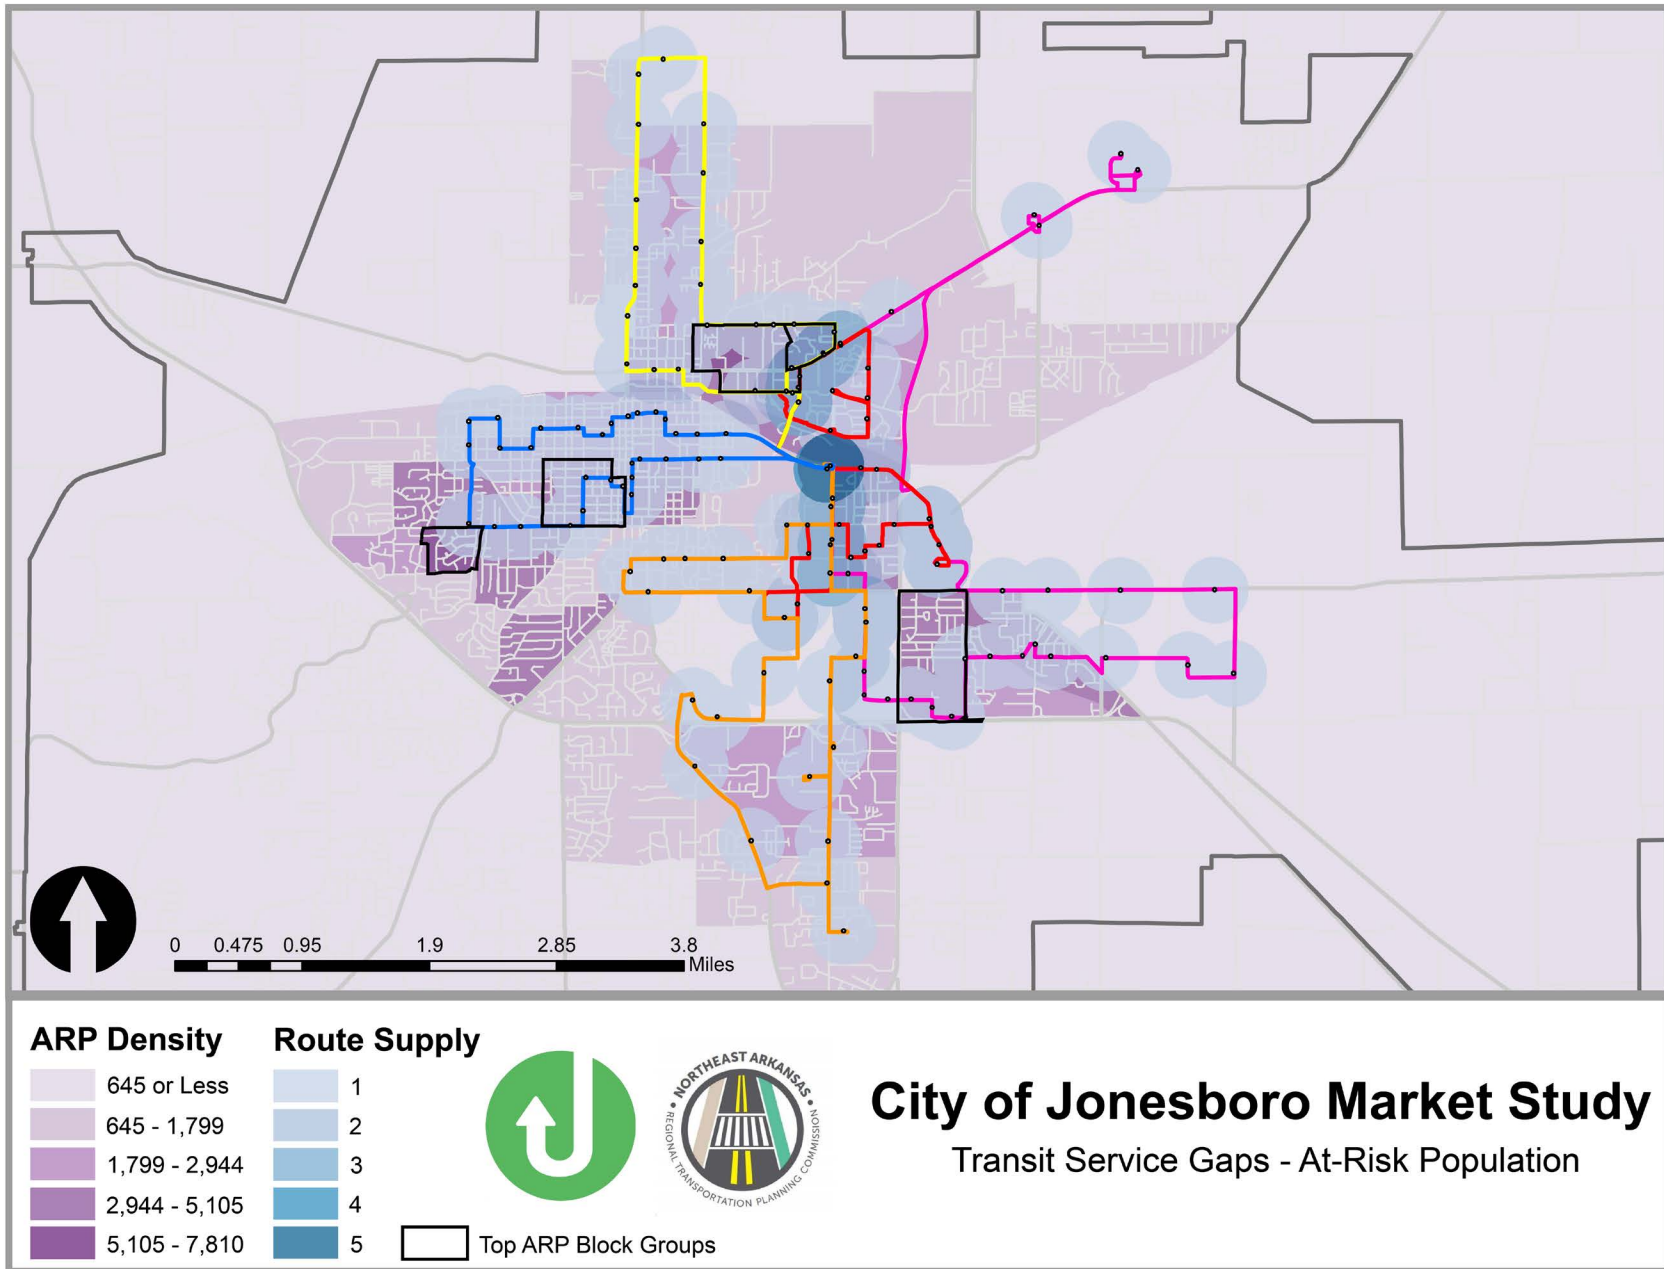 0 0.475 0.95 1.9 2.85 3.8
Miles
ARP Density
645 or Less
645 - 1,799
1,799 - 2,944
2,944 - 5,105
5,105 - 7,810
Route Supply
1
2
3
4
5
Top ARP Block Groups
• NORTHEAST ARKANSAS •
REGIONAL TRANSPORTATION PLANNING COMMISSION
City of Jonesboro Market Study
Transit Service Gaps - At-Risk Population